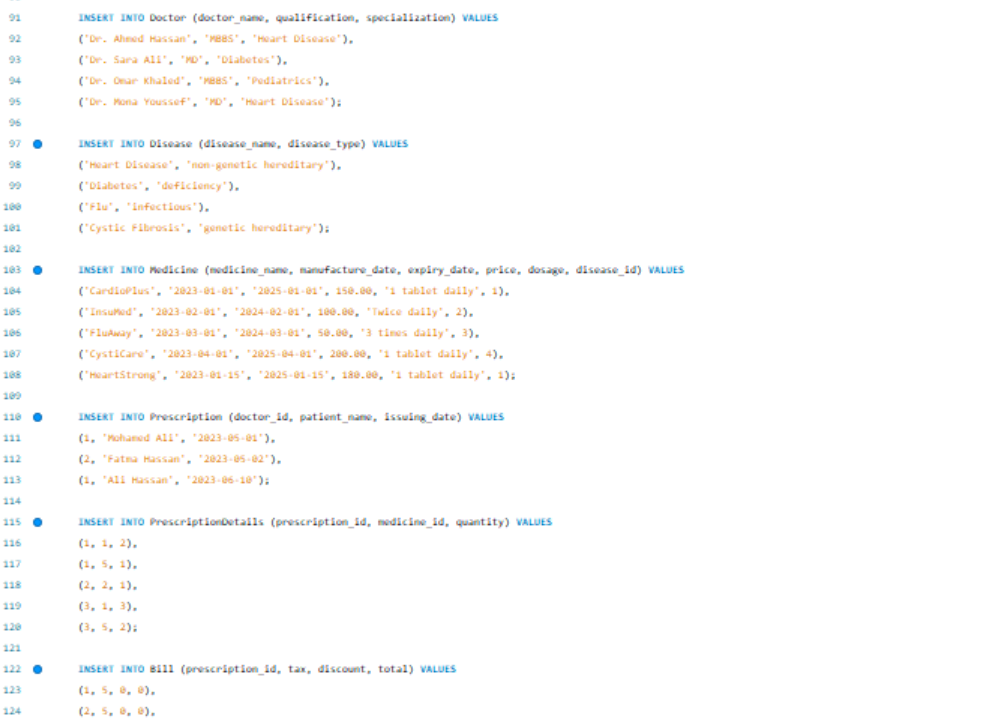 91 INSERT INTO Doctor (doctor_name, qualification, specialization) VALUES
92 ('Dr. Ahmed Hassan', 'MBBS', 'Heart Disease'),
93 ('Dr. Sara Ali', 'MD', 'Diabetes'),
94 ('Dr. Omar Khaled', 'MBBS', 'Pediatrics'),
95 ('Dr. Mona Youssef', 'MD', 'Heart Disease');
96
97 INSERT INTO Disease (disease_name, disease_type) VALUES
98 ('Heart Disease', 'non-genetic hereditary'),
99 ('Diabetes', 'deficiency'),
100 ('Flu', 'infectious'),
101 ('Cystic Fibrosis', 'genetic hereditary');
102
103 INSERT INTO Medicine (medicine_name, manufacture_date, expiry_date, price, dosage, disease_id) VALUES
104 ('CardioPlus', '2023-01-01', '2025-01-01', 150.00, '1 tablet daily', 1),
105 ('InsuMed', '2023-02-01', '2024-02-01', 100.00, 'Twice daily', 2),
106 ('FluAway', '2023-03-01', '2024-03-01', 50.00, '3 times daily', 3),
107 ('CystiCare', '2023-04-01', '2025-04-01', 200.00, '1 tablet daily', 4),
108 ('HeartStrong', '2023-01-15', '2025-01-15', 180.00, '1 tablet daily', 1);
109
110 INSERT INTO Prescription (doctor_id, patient_name, issuing_date) VALUES
111 (1, 'Mohamed Ali', '2023-05-01'),
112 (2, 'Fatma Hassan', '2023-05-02'),
113 (1, 'Ali Hassan', '2023-06-10');
114
115 INSERT INTO PrescriptionDetails (prescription_id, medicine_id, quantity) VALUES
116 (1, 1, 2),
117 (1, 5, 1),
118 (2, 2, 1),
119 (3, 1, 3),
120 (3, 5, 2);
121
122 INSERT INTO Bill (prescription_id, tax, discount, total) VALUES
123 (1, 5, 0, 0),
124 (2, 5, 0, 0),